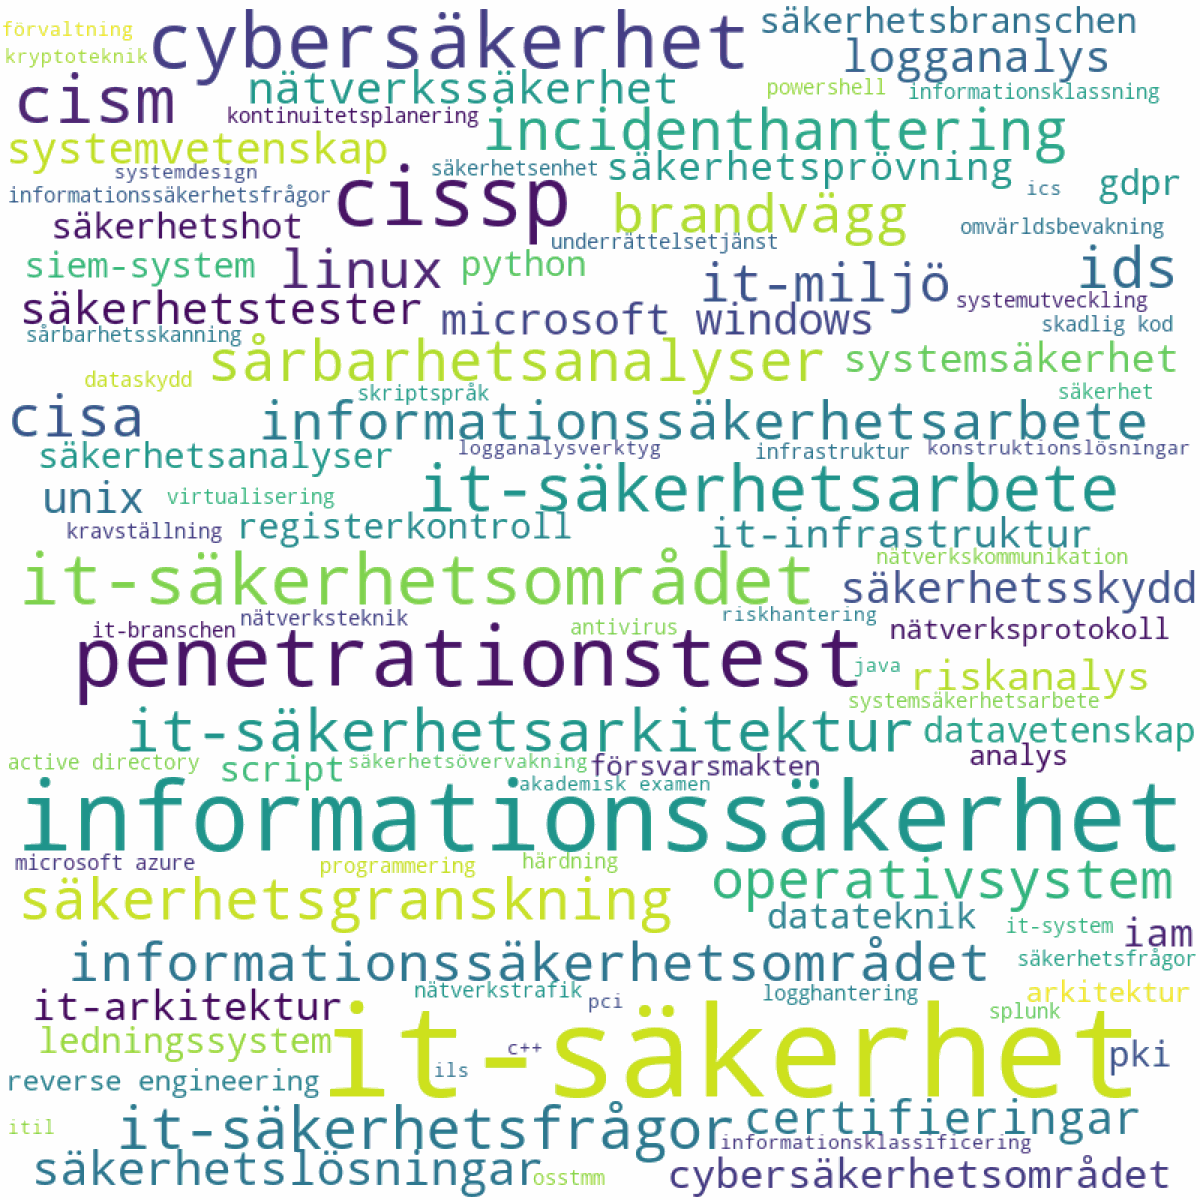 förvaltning
cybersäkerhet
säkerhetsbranschen
kryptoteknik
logganalys
cism
nätverkssäkerhet
powershell
informationsklassning
kontinuitetsplanering
incidenthantering
systemvetenskap
systemdesign
säkerhetsenhet
säkerhetsprövning
ics
gdpr
informationssäkerhetsfrågor
cissp
brandvägg
säkerhetshot
underrättelsetjänst
omvärldsbevakning
siem-system
linux
python
it-miljö
ids
säkerhetstester
microsoft windows
systemutveckling
sårbarhetsskanning
skadlig kod
sårbarhetsanalyser
systemsäkerhet
dataskydd
skriptspråk
säkerhet
cisa
informationssäkerhetsarbete
säkerhetsanalyser
logganalysverktyg
infrastruktur
konstruktionslösningar
unix
virtualisering
it-säkerhetsarbete
kravställning
registerkontroll
it-infrastruktur
it-säkerhetsområdet
nätverkskommunikation
säkerhetsskydd
it-branschen
nätverksteknik
antivirus
riskhantering
nätverksprotokoll
penetrationstest
java
riskanalys
systemsäkerhetsarbete
it-säkerhetsarkitektur
datavetenskap
active directory
script
säkerhetsövervakning
försvarsmakten
analys
akademisk examen
informationssäkerhet
microsoft azure
programmering
härdning
säkerhetsgranskning
operativsystem
datateknik
it-system
iam
informationssäkerhetsområdet
säkerhetsfrågor
it-arkitektur
nätverkstrafik
pci
logghantering
arkitektur
splunk
ledningssystem
it-säkerhet
c++
pki
reverse engineering
ils
itil
it-säkerhetsfrågor
certifieringar
informationsklassificering
säkerhetslösningar
osstmm
cybersäkerhetsområdet